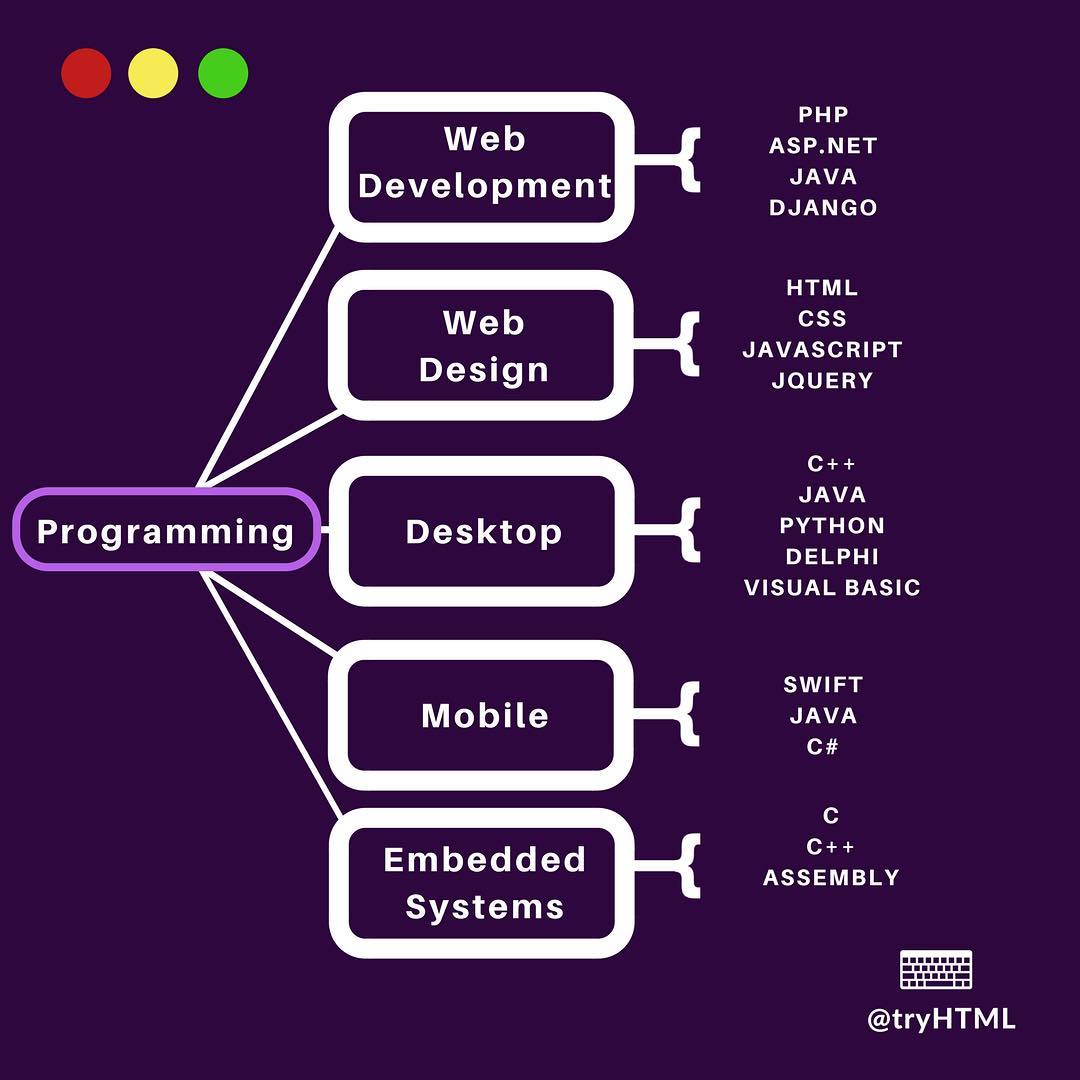 Web
Development
PHP
ASP.NET
JAVA
DJANGO
Web
Design
HTML
CSS
JAVASCRIPT
JQUERY
Programming
Desktop
C++
JAVA
PYTHON
DELPHI
VISUAL BASIC
Mobile
SWIFT
JAVA
C#
Embedded
Systems
C
C++
ASSEMBLY
@tryHTML